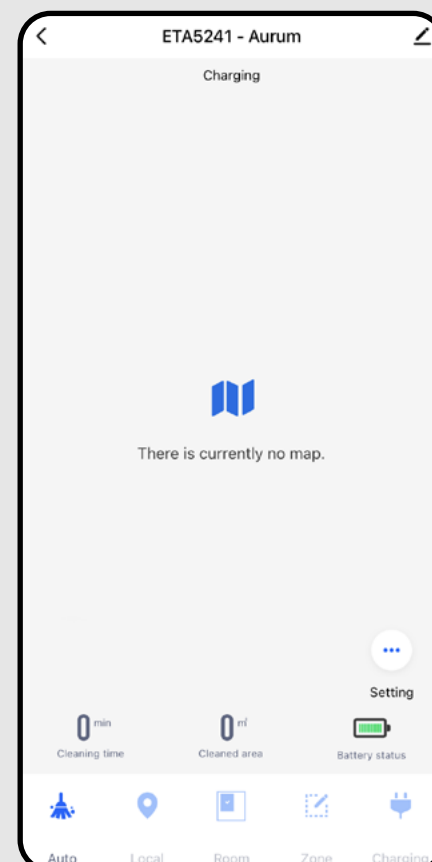 ETA5241 - Aurum
Charging
There is currently no map.
Setting
0 min
0 ㎡
Cleaning time
Cleaned area
Battery status
Auto
Local
Room
Zone
Charging